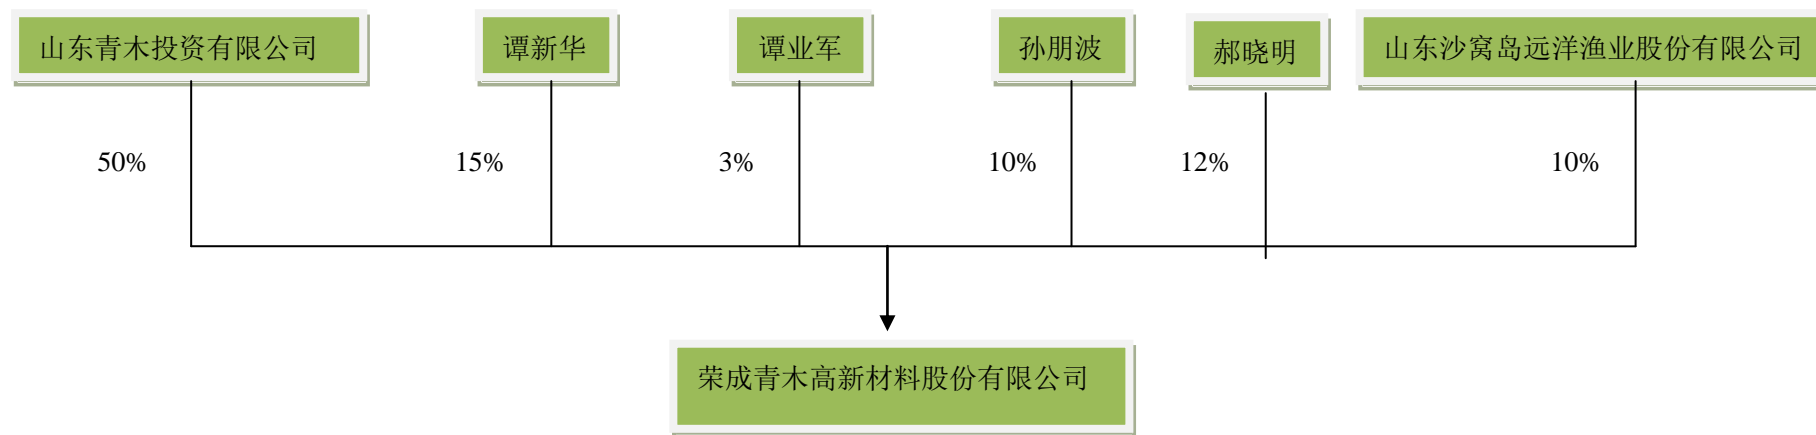 山东青木投资有限公司
谭新华
谭业军
孙朋波
郝晓明
山东沙窝岛远洋渔业股份有限公司
50%
15%
3%
10%
12%
10%
荣成青木高新材料股份有限公司